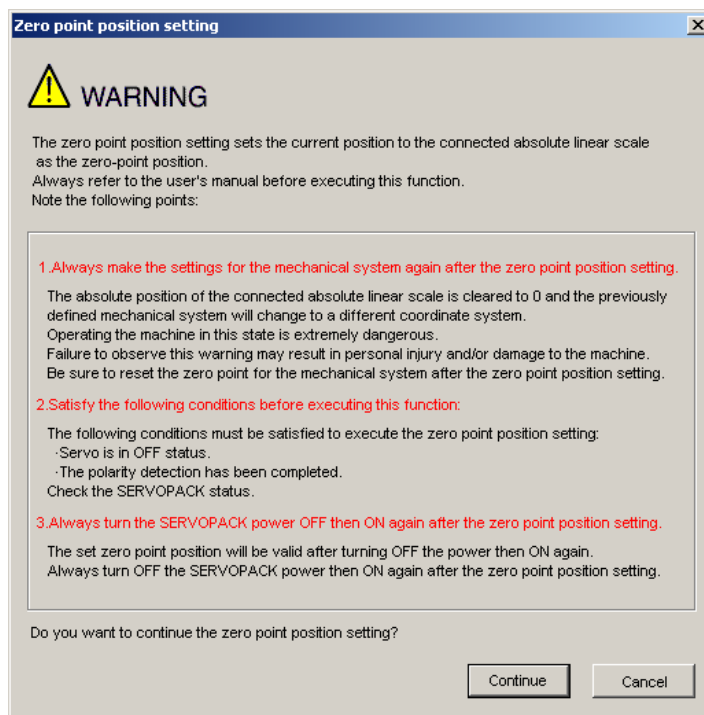 Zero point position setting
WARNING
The zero point position setting sets the current position to the connected absolute linear scale
as the zero-point position.
Always refer to the user's manual before executing this function.
Note the following points:
1.Always make the settings for the mechanical system again after the zero point position setting.
The absolute position of the connected absolute linear scale is cleared to 0 and the previously
defined mechanical system will change to a different coordinate system.
Operating the machine in this state is extremely dangerous.
Failure to observe this warning may result in personal injury and/or damage to the machine.
Be sure to reset the zero point for the mechanical system after the zero point position setting.
2.Satisfy the following conditions before executing this function:
The following conditions must be satisfied to execute the zero point position setting:
·Servo is in OFF status.
·The polarity detection has been completed.
Check the SERVOPACK status.
3.Always turn the SERVOPACK power OFF then ON again after the zero point position setting.
The set zero point position will be valid after turning OFF the power then ON again.
Always turn OFF the SERVOPACK power then ON again after the zero point position setting.
Do you want to continue the zero point position setting?
Continue
Cancel